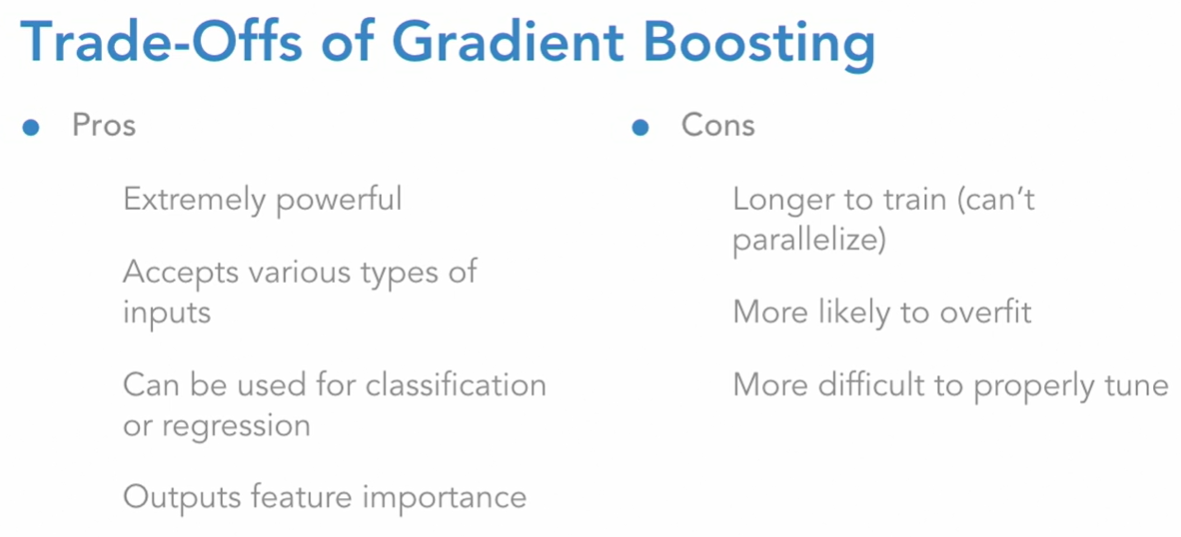 Trade-Offs of Gradient Boosting
Pros
Extremely powerful
Accepts various types of
inputs
Can be used for classification
or regression
Outputs feature importance
Cons
Longer to train (can't
parallelize)
More likely to overfit
More difficult to properly tune